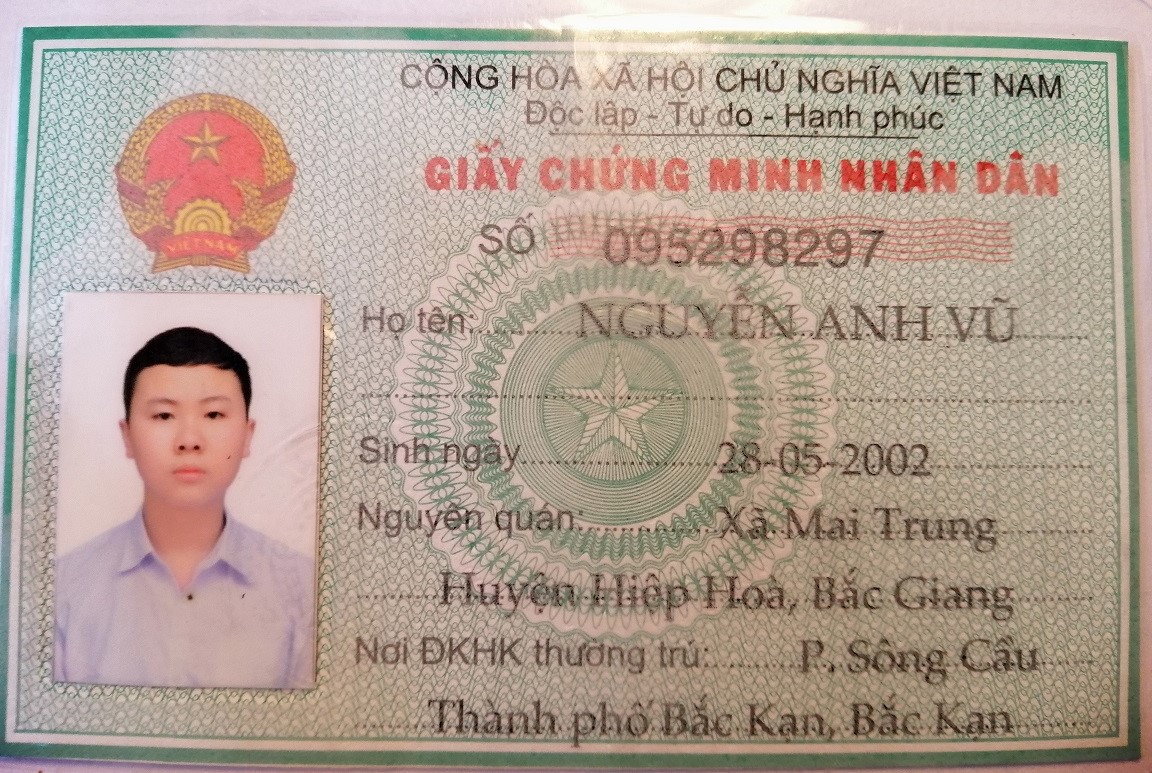 CỘNG HÒA XÃ HỘI CHỦ NGHĨA VIỆT NAM
Độc lập - Tự do - Hạnh phúc
GIẤY CHỨNG MINH NHÂN DÂN
SỐ 095298297
VIET NAM
Họ tên: NGUYỄN ANH VŨ
Sinh ngày 28-05-2002
Nguyên quán: Xã Mai Trung
Huyện Hiệp Hoà, Bắc Giang
Nơi ĐKHK thường trú: P. Sông Cầu
Thành phố Bắc Kạn, Bắc Kạn